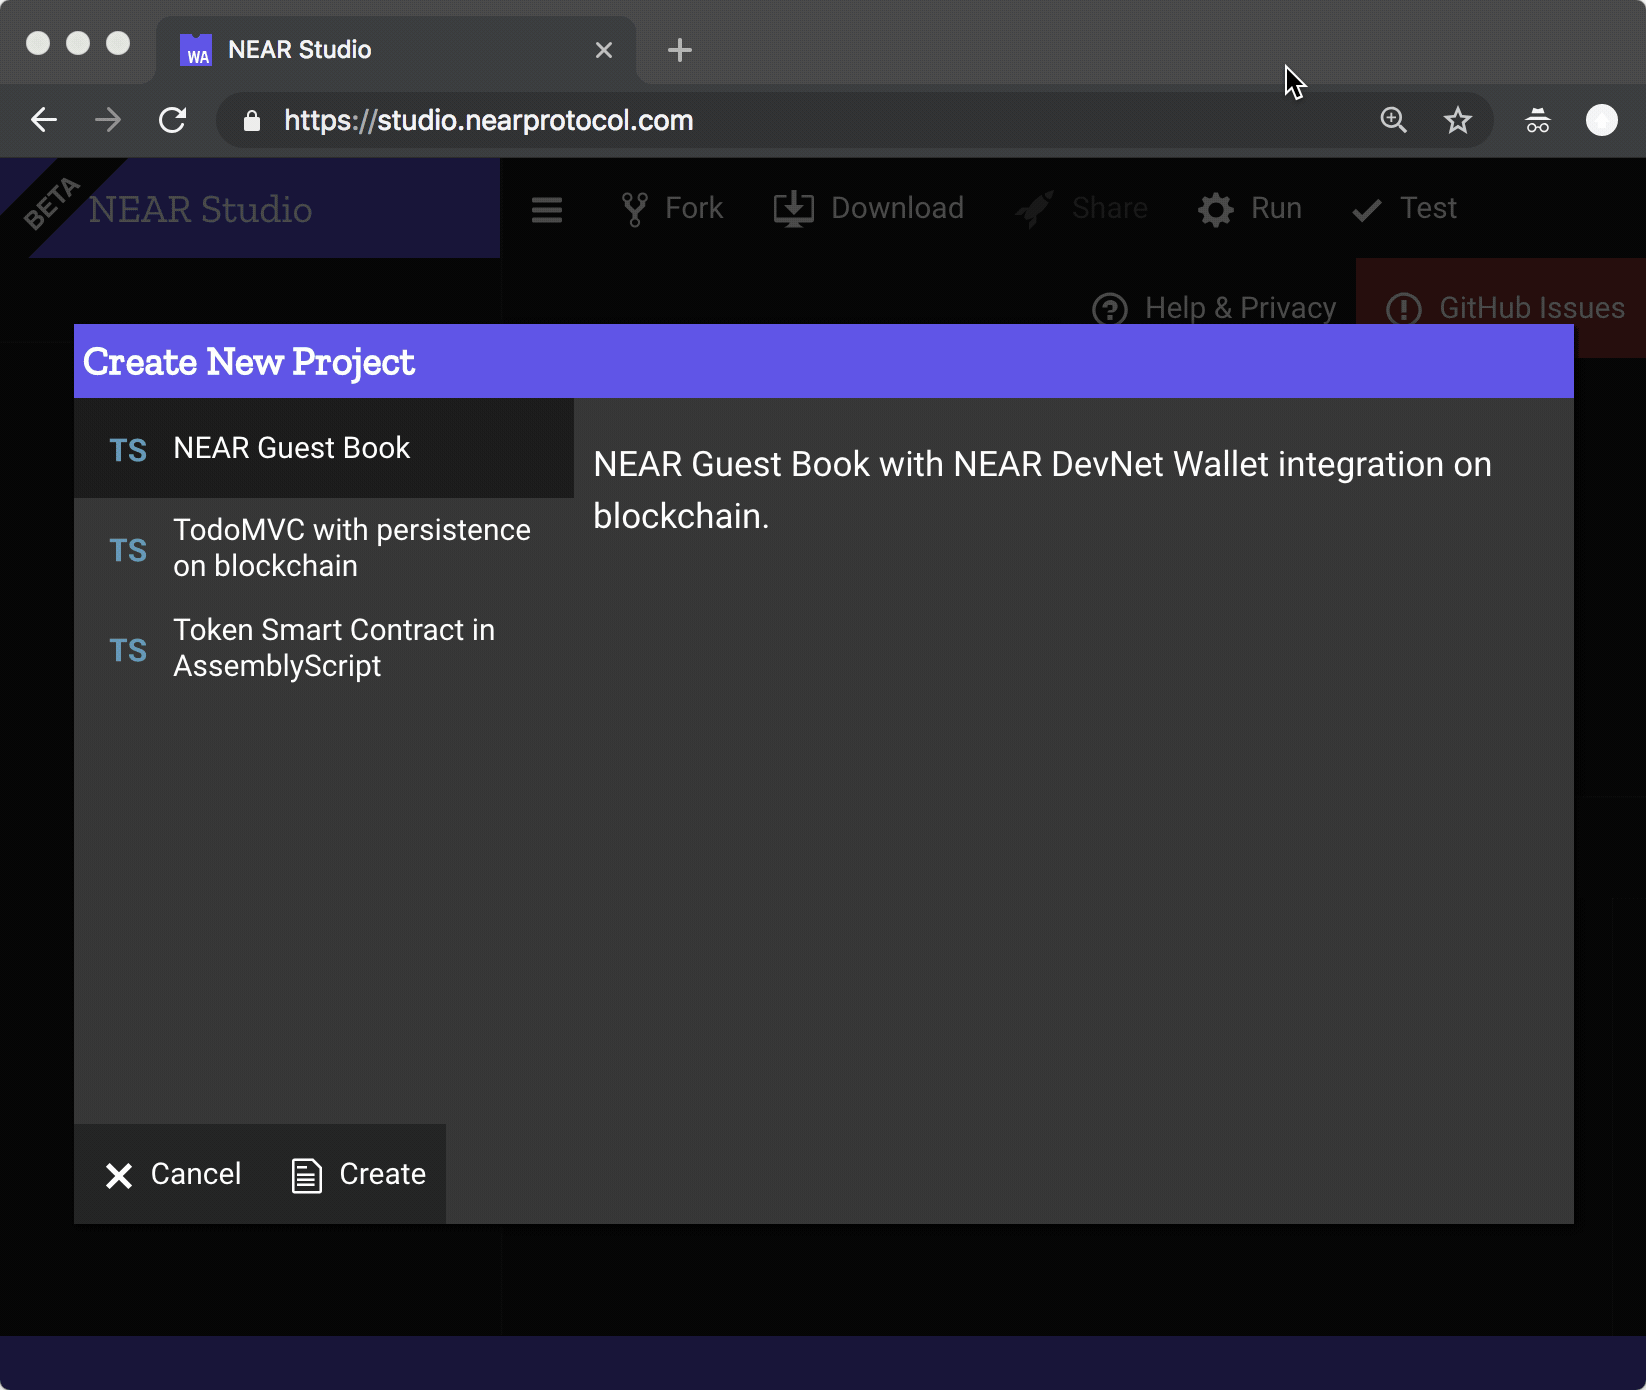 WA NEAR Studio
https://studio.nearprotocol.com
BETA
NEAR Studio
Fork Download Share Run Test
Help & Privacy GitHub Issues
Create New Project
TS NEAR Guest Book
TS TodoMVC with persistence
on blockchain
TS Token Smart Contract in
AssemblyScript
NEAR Guest Book with NEAR DevNet Wallet integration on
blockchain.
Cancel Create